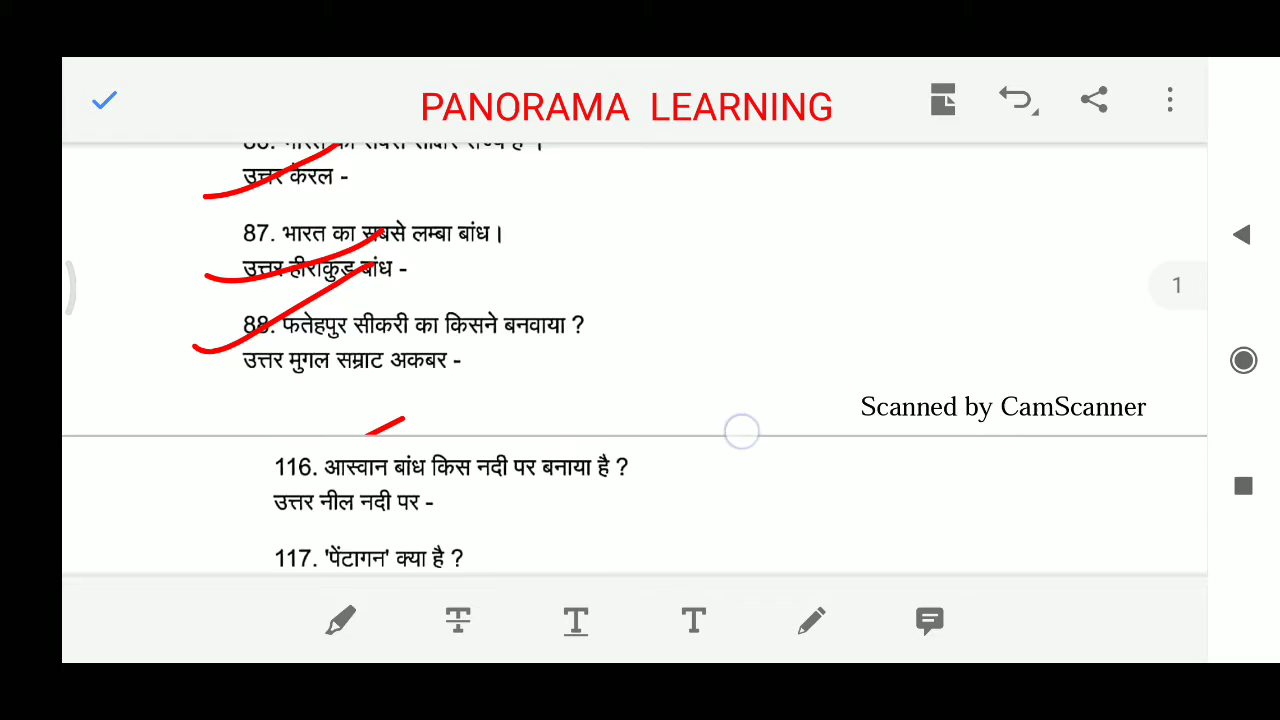 PANORAMA LEARNING
उत्तर केरल -
87. भारत का सबसे लम्बा बांध।
उत्तर हीराकुड बांध -
88. फतेहपुर सीकरी का किसने बनवाया ?
उत्तर मुगल सम्राट अकबर -
Scanned by CamScanner
1
116. आस्वान बांध किस नदी पर बनाया है ?
उत्तर नील नदी पर -
117. 'पेंटागन' क्या है ?